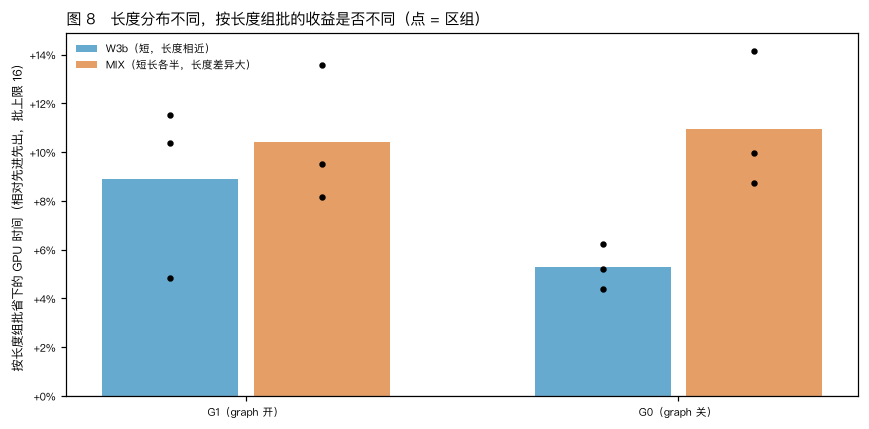 图 8　长度分布不同，按长度组批的收益是否不同（点 = 区组）
W3b（短，长度相近）
MIX（短长各半，长度差异大）
按长度组批省下的 GPU 时间（相对先进先出，批上限 16）
+14%
+12%
+10%
+8%
+6%
+4%
+2%
+0%
G1（graph 开）
G0（graph 关）